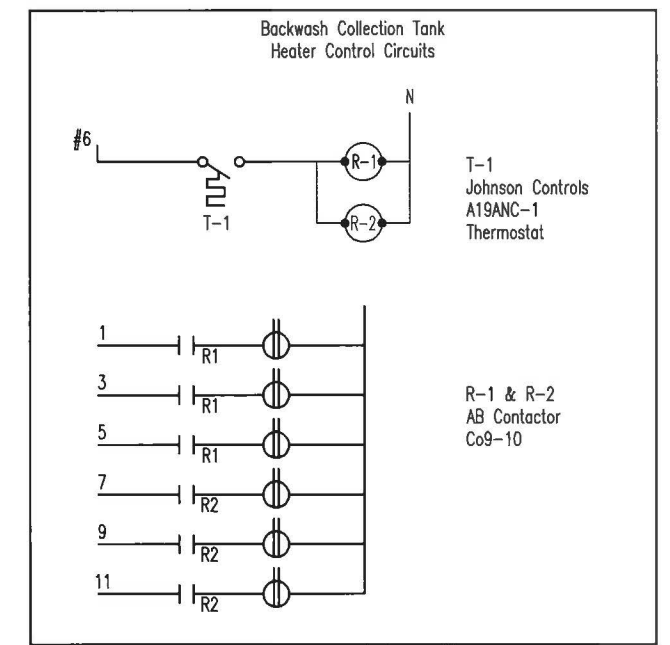 Backwash Collection Tank
Heater Control Circuits
N
#6
R-1
T-1
R-2
T-1
Johnson Controls
A19ANC-1
Thermostat
1
R1
3
R1
5
R1
7
R2
9
R2
11
R2
R-1 & R-2
AB Contactor
Co9-10